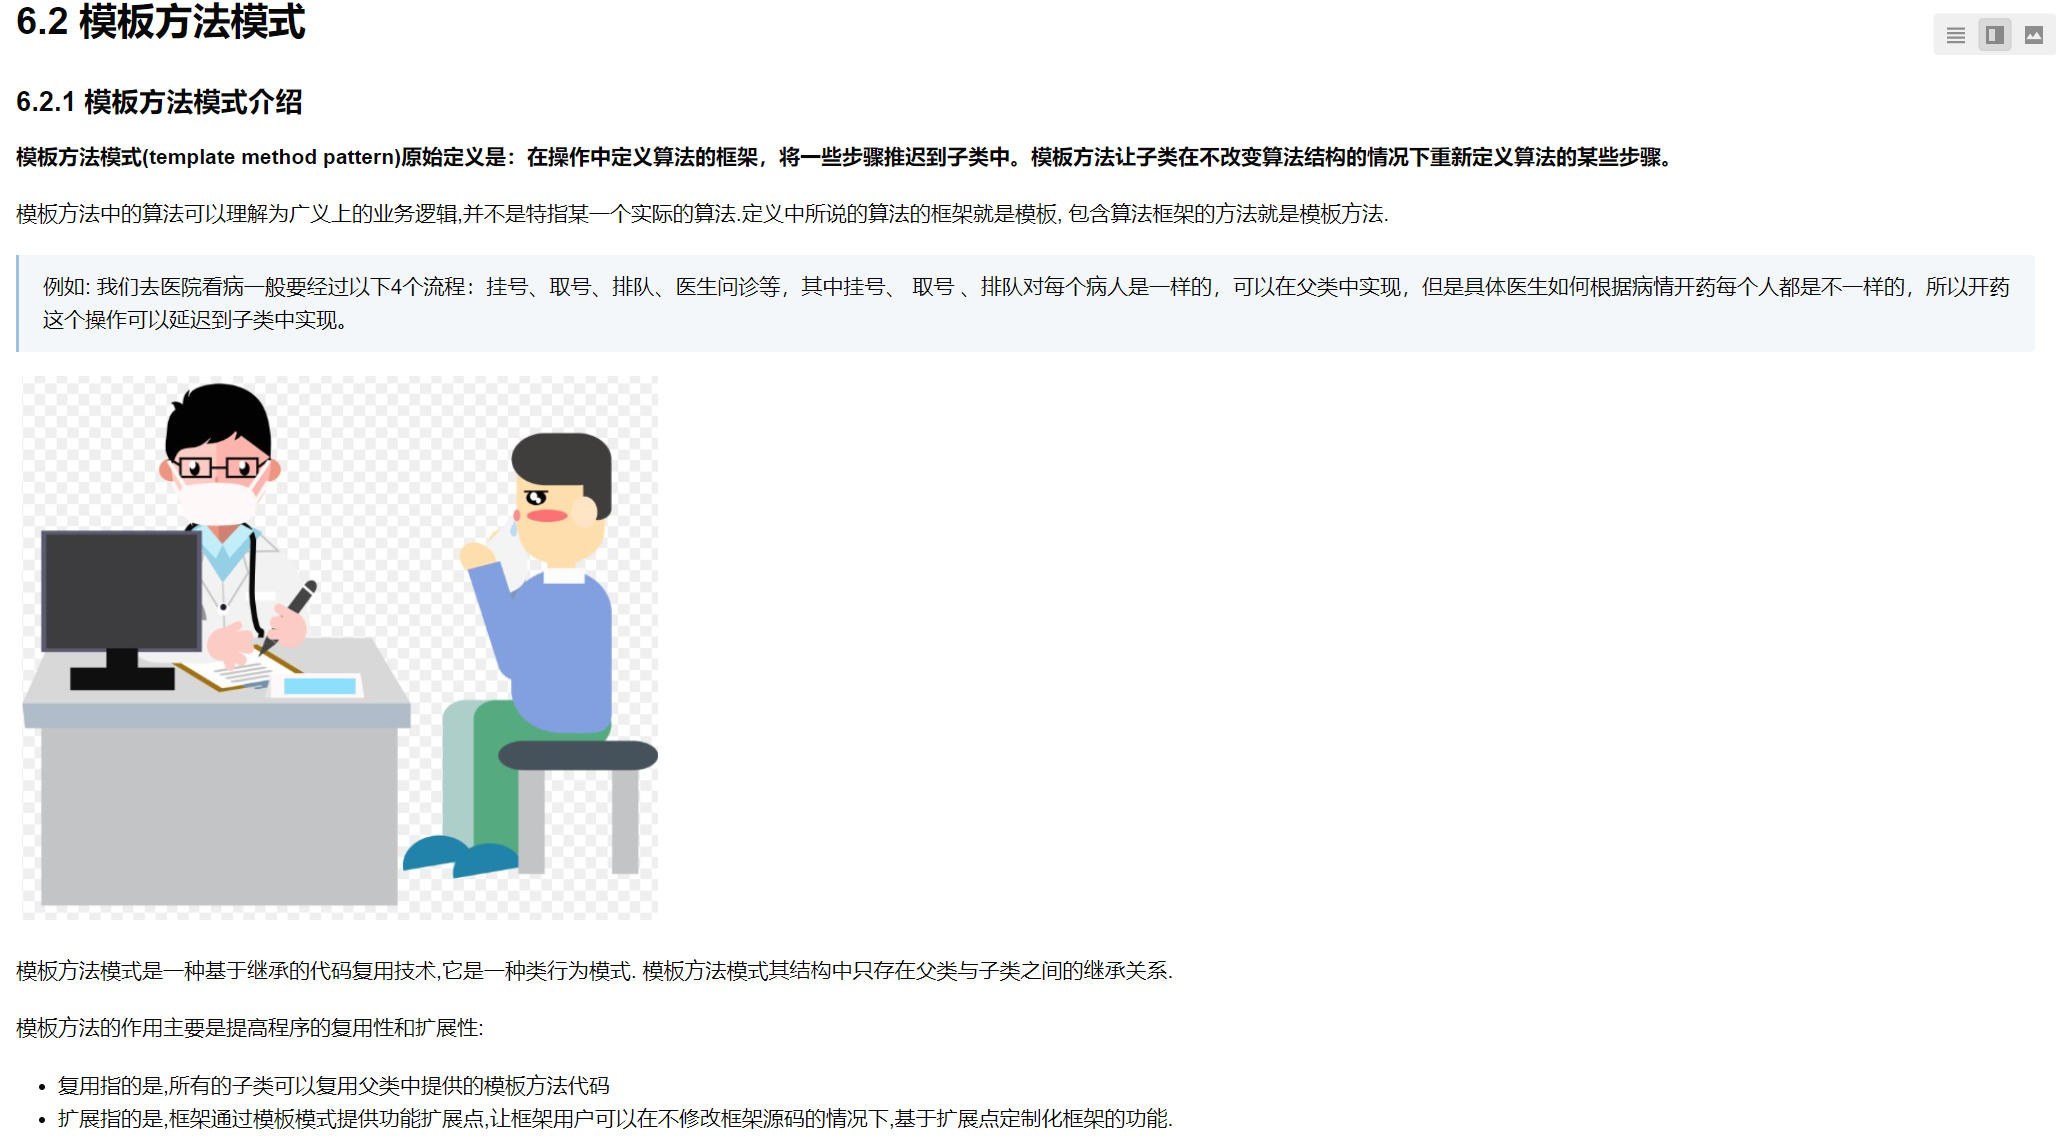 6.2 模板方法模式
6.2.1 模板方法模式介绍
模板方法模式(template method pattern)原始定义是：在操作中定义算法的框架，将一些步骤推迟到子类中。模板方法让子类在不改变算法结构的情况下重新定义算法的某些步骤。
模板方法中的算法可以理解为广义上的业务逻辑,并不是特指某一个实际的算法.定义中所说的算法的框架就是模板, 包含算法框架的方法就是模板方法.
例如: 我们去医院看病一般要经过以下4个流程：挂号、取号、排队、医生问诊等，其中挂号、 取号 、排队对每个病人是一样的，可以在父类中实现，但是具体医生如何根据病情开药每个人都是不一样的，所以开药
这个操作可以延迟到子类中实现。
模板方法模式是一种基于继承的代码复用技术,它是一种类行为模式. 模板方法模式其结构中只存在父类与子类之间的继承关系.
模板方法的作用主要是提高程序的复用性和扩展性:
• 复用指的是,所有的子类可以复用父类中提供的模板方法代码
• 扩展指的是,框架通过模板模式提供功能扩展点,让框架用户可以在不修改框架源码的情况下,基于扩展点定制化框架的功能.